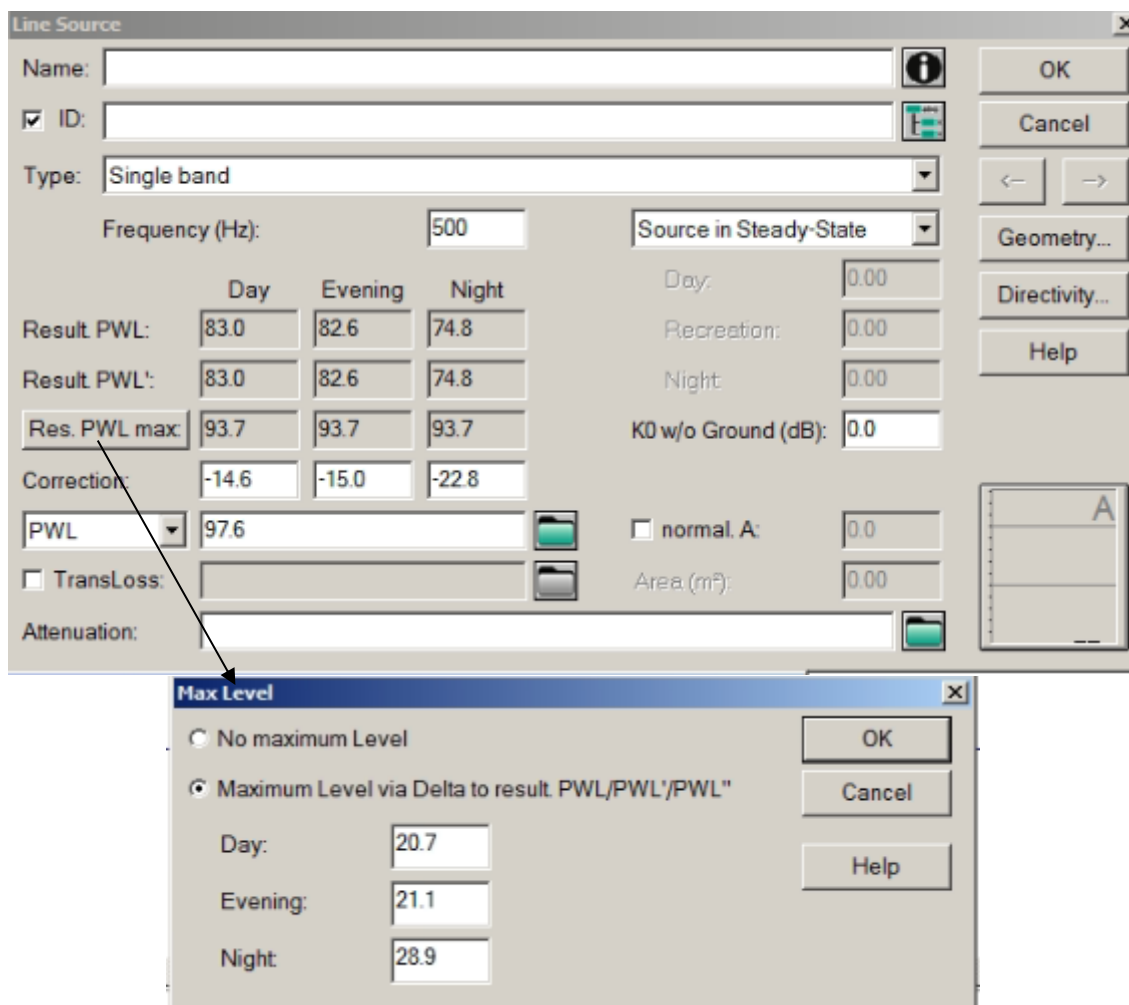 Line Source
Name: OK
ID: Cancel
Type: Single band <-- -->
Frequency (Hz): 500 Source in Steady-State Geometry...
Day: 0.00 Directivity...
Day Evening Night
Result. PWL: 83.0 82.6 74.8 Recreation: 0.00 Help
Result. PWL': 83.0 82.6 74.8 Night: 0.00
Res. PWL max: 93.7 93.7 93.7 K0 w/o Ground (dB): 0.0
Correction: -14.6 -15.0 -22.8
PWL 97.6 normal. A: 0.0 A
TransLoss: Area (m²): 0.00
Attenuation: --
Max Level
No maximum Level OK
Maximum Level via Delta to result. PWL/PWL'/PWL" Cancel
Day: 20.7 Help
Evening: 21.1
Night: 28.9